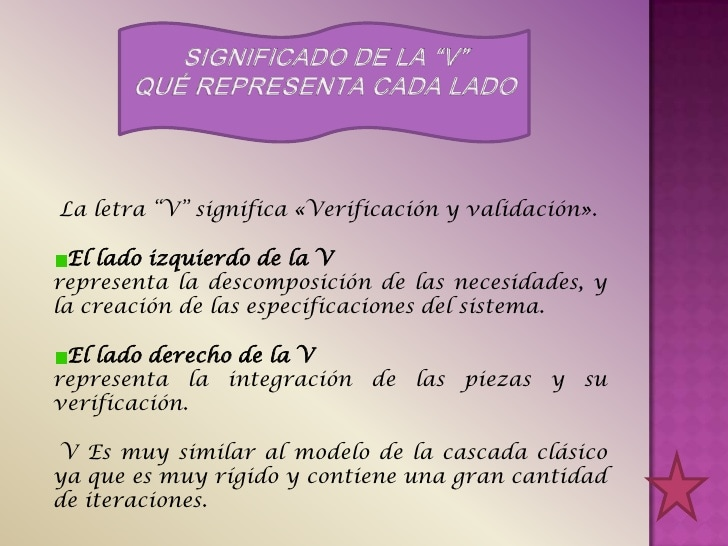 SIGNIFICADO DE LA “V”
QUÉ REPRESENTA CADA LADO
La letra “V” significa «Verificación y validación».
El lado izquierdo de la V
representa la descomposición de las necesidades, y
la creación de las especificaciones del sistema.
El lado derecho de la V
representa la integración de las piezas y su
verificación.
V Es muy similar al modelo de la cascada clásico
ya que es muy rígido y contiene una gran cantidad
de iteraciones.